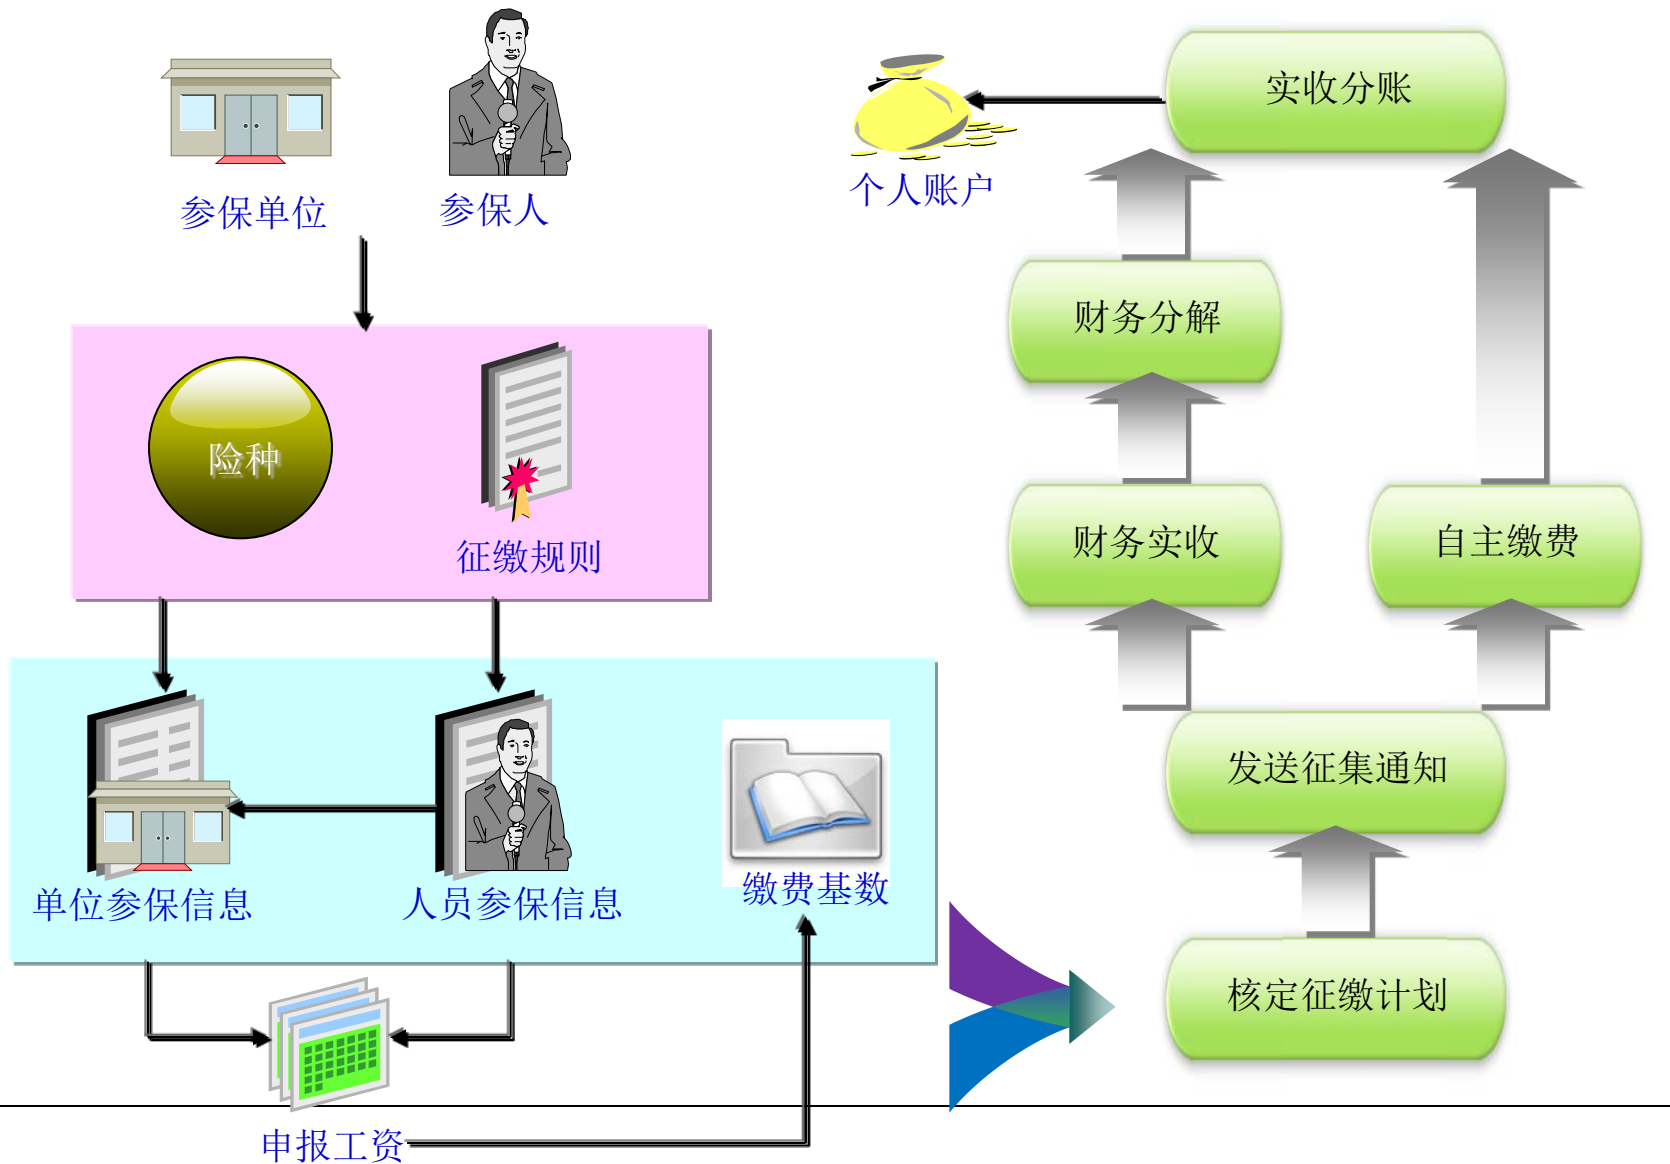 参保单位
参保人
险种
征缴规则
单位参保信息
人员参保信息
缴费基数
申报工资
个人账户
实收分账
财务分解
财务实收
自主缴费
发送征集通知
核定征缴计划